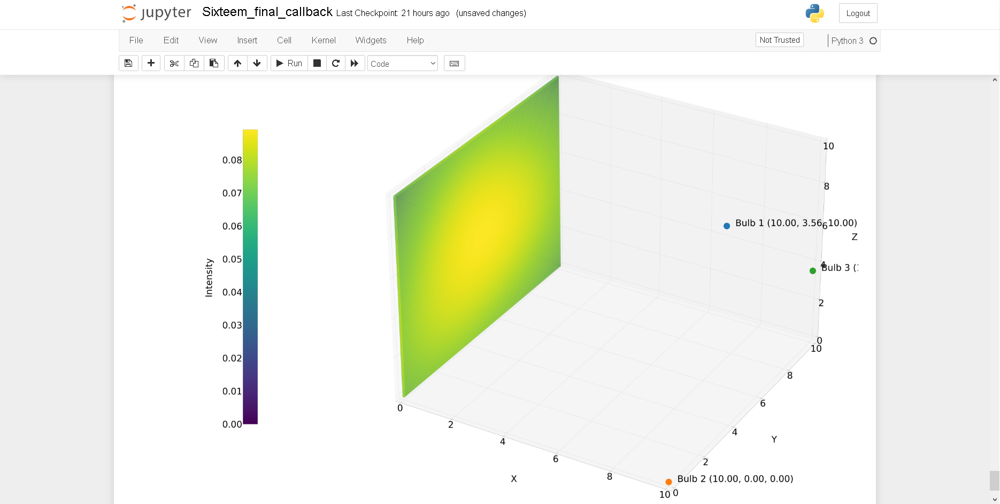 jupyter Sixteem_final_callback Last Checkpoint: 21 hours ago (unsaved changes) Logout
File Edit View Insert Cell Kernel Widgets Help Not Trusted Python 3
Run Code
0.08
0.07
0.06
0.05
0.04
0.03
0.02
0.01
0.00
Intensity
10
8
Bulb 1 (10.00, 3.56, 10.00)
6
Z
4
Bulb 3 (
2
0
10
8
6
4
2
0
Y
0
2
4
6
8
10
X
Bulb 2 (10.00, 0.00, 0.00)